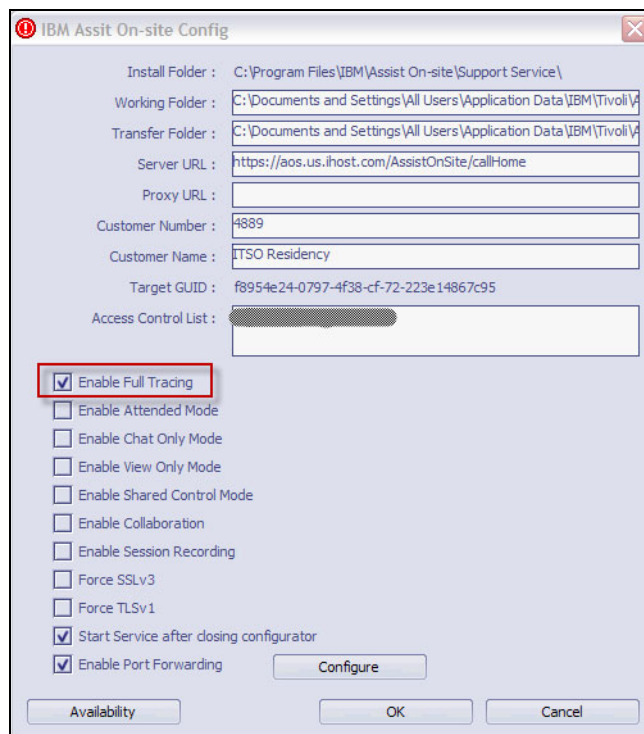 IBM Assit On-site Config
Install Folder : C:\Program Files\IBM\Assist On-site\Support Service\
Working Folder : C:\Documents and Settings\All Users\Application Data\IBM\Tivoli\A
Transfer Folder : C:\Documents and Settings\All Users\Application Data\IBM\Tivoli\A
Server URL : https://aos.us.ihost.com/AssistOnSite/callHome
Proxy URL :
Customer Number : 4889
Customer Name : ITSO Residency
Target GUID : f8954e24-0797-4f38-cf-72-223e14867c95
Access Control List :
Enable Full Tracing
Enable Attended Mode
Enable Chat Only Mode
Enable View Only Mode
Enable Shared Control Mode
Enable Collaboration
Enable Session Recording
Force SSLv3
Force TLSv1
Start Service after closing configurator
Enable Port Forwarding Configure
Availability OK Cancel